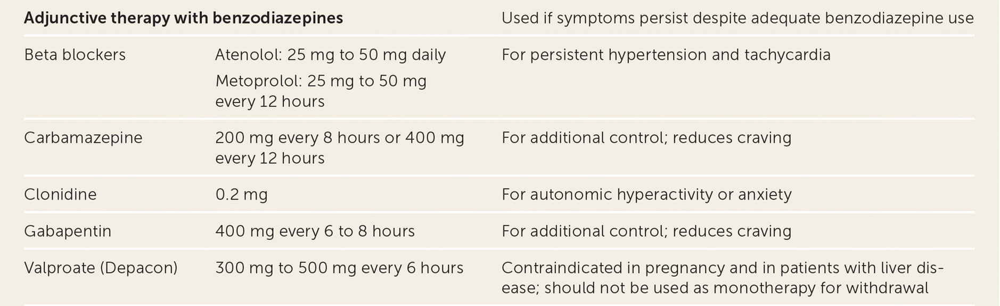 Adjunctive therapy with benzodiazepines Used if symptoms persist despite adequate benzodiazepine use
Beta blockers Atenolol: 25 mg to 50 mg daily For persistent hypertension and tachycardia
Metoprolol: 25 mg to 50 mg
every 12 hours
Carbamazepine 200 mg every 8 hours or 400 mg For additional control; reduces craving
every 12 hours
Clonidine 0.2 mg For autonomic hyperactivity or anxiety
Gabapentin 400 mg every 6 to 8 hours For additional control; reduces craving
Valproate (Depacon) 300 mg to 500 mg every 6 hours Contraindicated in pregnancy and in patients with liver dis-
ease; should not be used as monotherapy for withdrawal